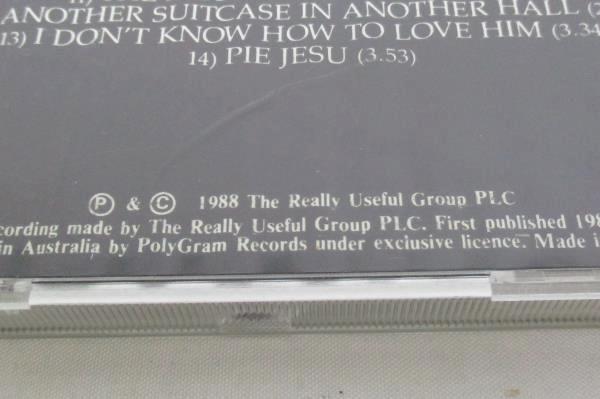 ANOTHER SUITCASE IN ANOTHER HALL (2
13) I DON'T KNOW HOW TO LOVE HIM (3.34
14) PIE JESU (3.53)
Ⓟ & © 1988 The Really Useful Group PLC
cording made by The Really Useful Group PLC. First published 198
in Australia by PolyGram Records under exclusive licence. Made i